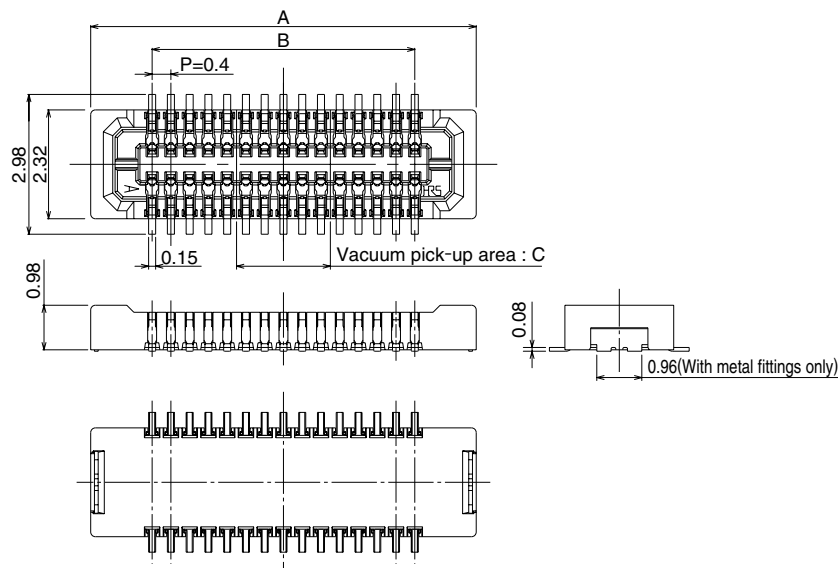 A
B
P=0.4
2.98
2.32
A
HRS
0.15
Vacuum pick-up area : C
0.98
0.08
0.96(With metal fittings only)